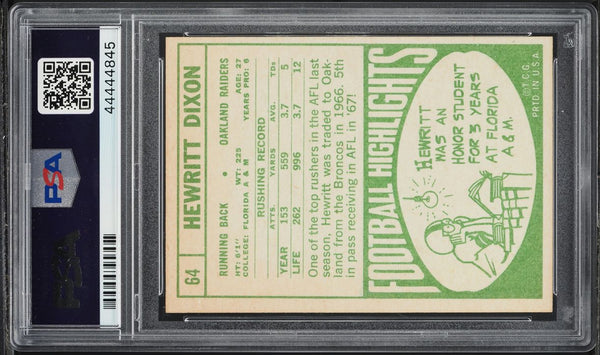 PSA
44444845
64
HEWRITT DIXON
RUNNING BACK • OAKLAND RAIDERS
HT: 6'1" WT: 225 AGE: 27
COLLEGE: FLORIDA A & M YEARS PRO: 6
RUSHING RECORD
ATTS. YARDS AVG. TDs
YEAR 153 559 3.7 5
LIFE 262 996 3.7 12
One of the top rushers in the AFL last
season, Hewritt was traded to Oak-
land from the Broncos in 1966. 5th
in pass receiving in AFL in '67!
FOOTBALL HIGHLIGHTS
HEWRITT
WAS AN
HONOR STUDENT
FOR 3 YEARS
AT FLORIDA
A & M.
© T.C.G.
PRTD IN U.S.A.